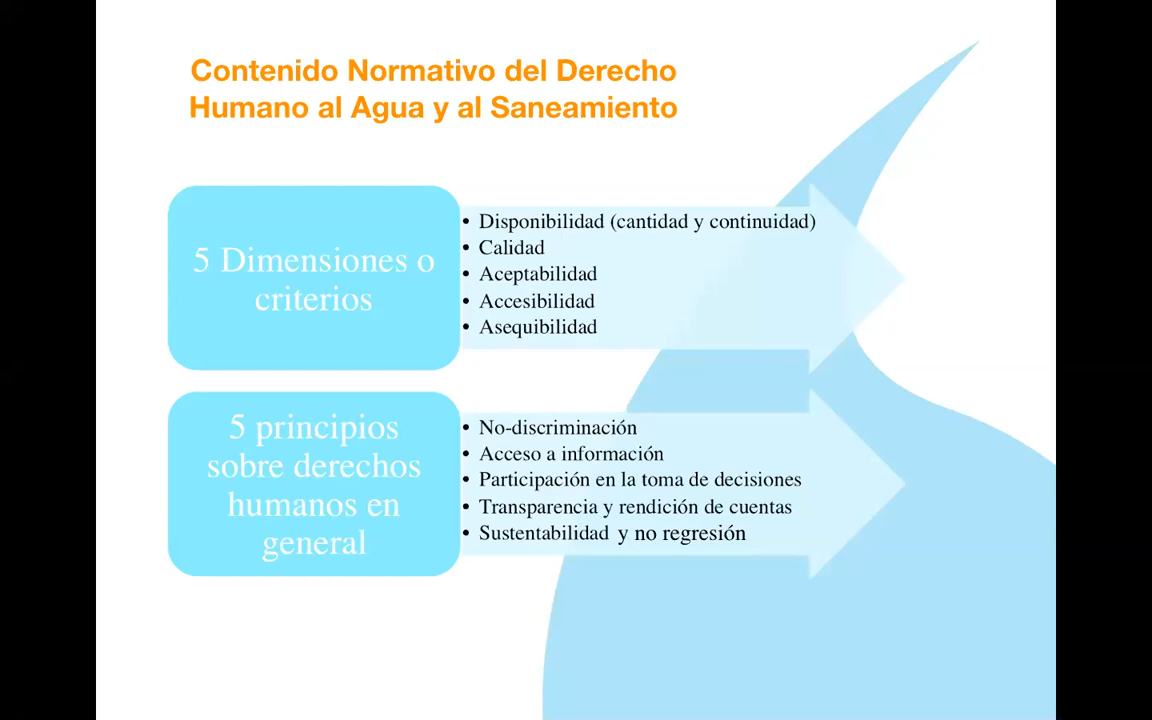 Contenido Normativo del Derecho
Humano al Agua y al Saneamiento
5 Dimensiones o
criterios
• Disponibilidad (cantidad y continuidad)
• Calidad
• Aceptabilidad
• Accesibilidad
• Asequibilidad
5 principios
sobre derechos
humanos en
general
• No-discriminación
• Acceso a información
• Participación en la toma de decisiones
• Transparencia y rendición de cuentas
• Sustentabilidad y no regresión